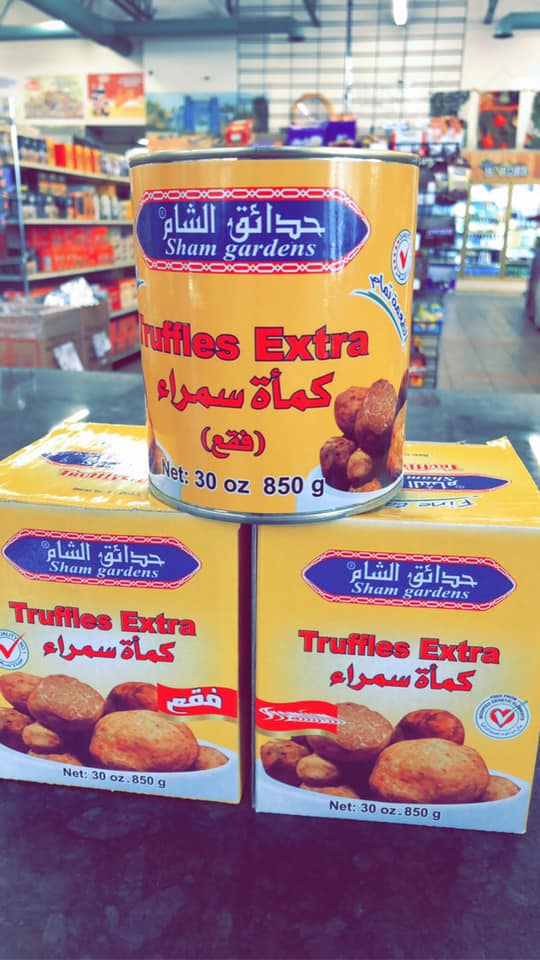 حدائق الشام
Sham gardens
Truffles Extra
كمأة سمراء
(فقع)
Net: 30 oz 850 g
حدائق الشام
Sham gardens
Truffles Extra
كمأة سمراء
فقع
Net: 30 oz. 850 g
حدائق الشام
Sham gardens
Truffles Extra
كمأة سمراء
Net: 30 oz. 850 g